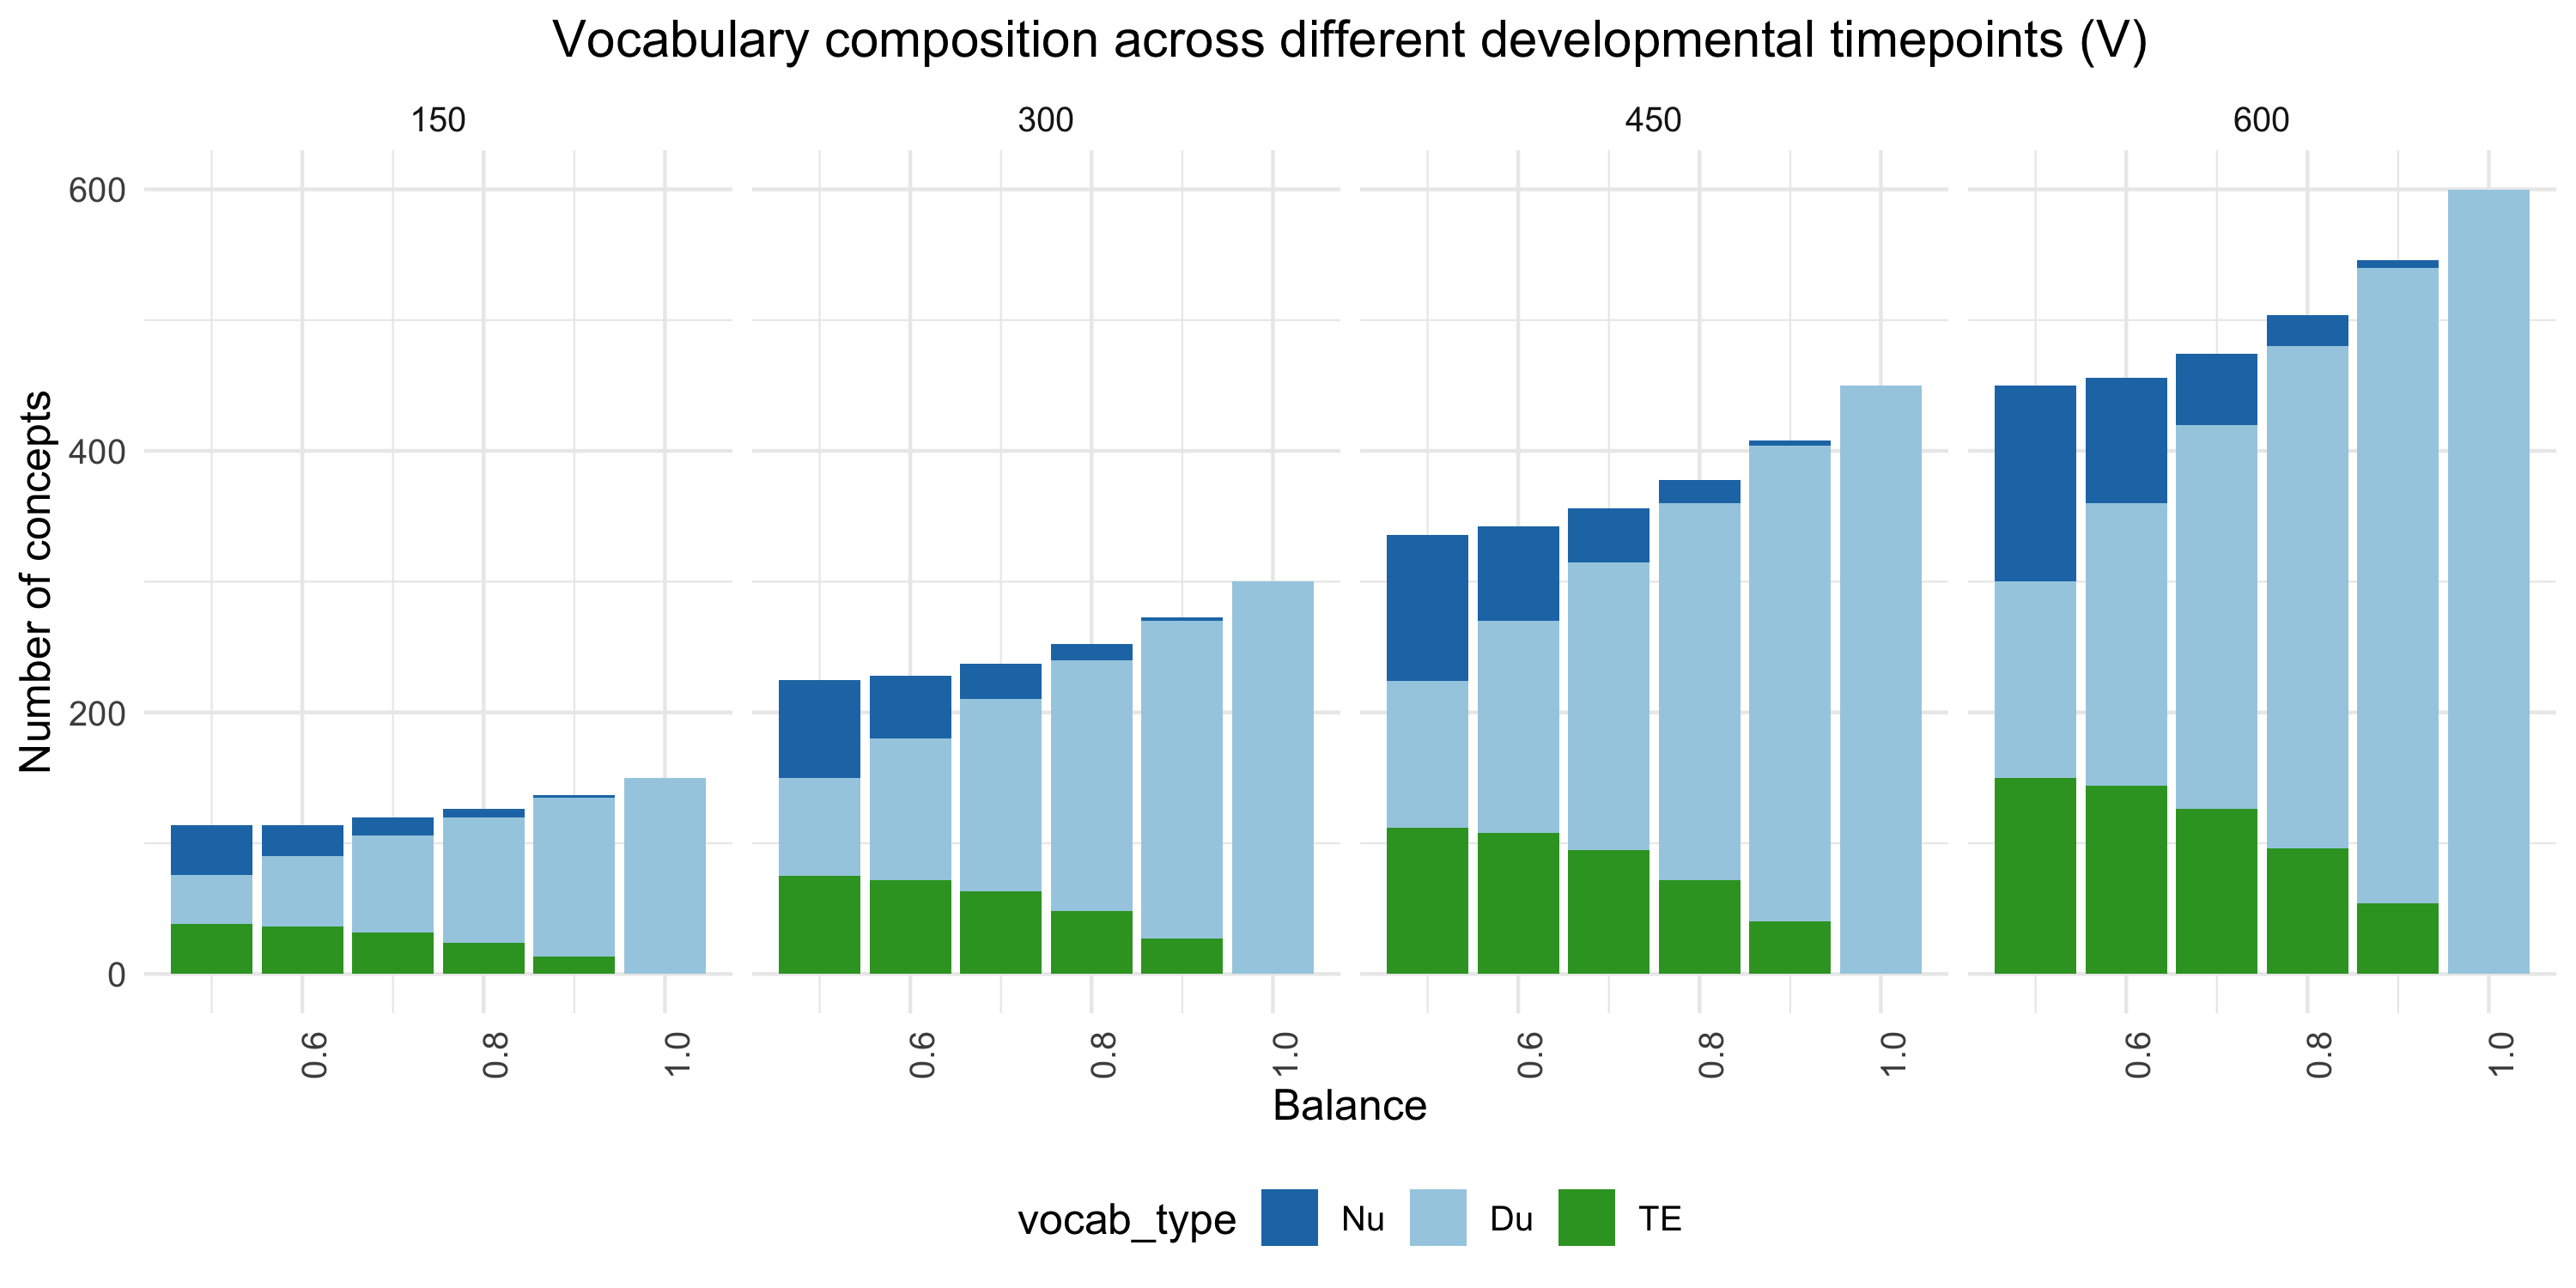 Vocabulary composition across different developmental timepoints (V)
150 300 450 600
Number of concepts
600
400
200
0
0.6 0.8 1.0 0.6 0.8 1.0 0.6 0.8 1.0 0.6 0.8 1.0
Balance
vocab_type Nu Du TE